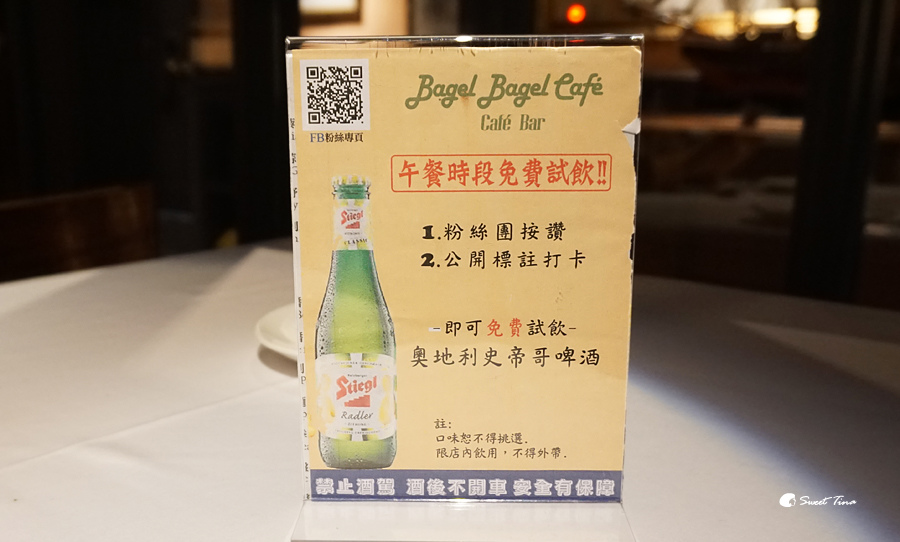 Bagel Bagel Café
Café Bar
FB粉絲專頁
午餐時段免費試飲!!
1.粉絲團按讚
2.公開標註打卡
-即可免費試飲-
奧地利史帝哥啤酒
Stiegl
CLASSIC
Stiegl
Radler
註:
口味恕不得挑選.
限店內飲用,不得外帶.
禁止酒駕 酒後不開車 安全有保障
Sweet Tina